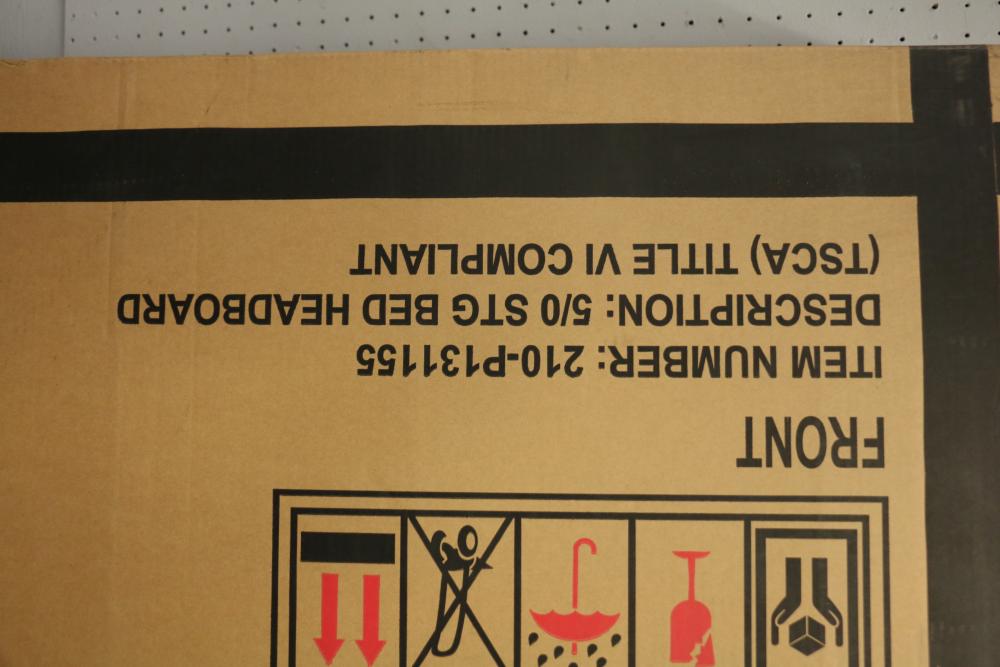 FRONT
ITEM NUMBER: 210-P131155
DESCRIPTION: 5/0 STG BED HEADBOARD
(TSCA) TITLE VI COMPLIANT